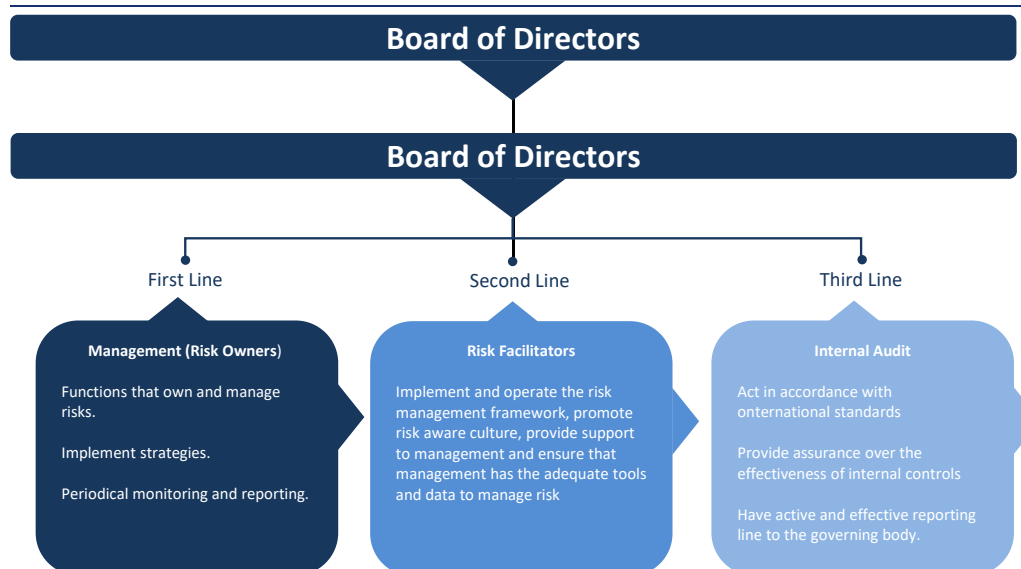 Board of Directors
Board of Directors
First Line
Second Line
Third Line
Management (Risk Owners)
Functions that own and manage
risks.
Implement strategies.
Periodical monitoring and reporting.
Risk Facilitators
Implement and operate the risk
management framework, promote
risk aware culture, provide support
to management and ensure that
management has the adequate tools
and data to manage risk
Internal Audit
Act in accordance with
onternational standards
Provide assurance over the
effectiveness of internal controls
Have active and effective reporting
line to the governing body.